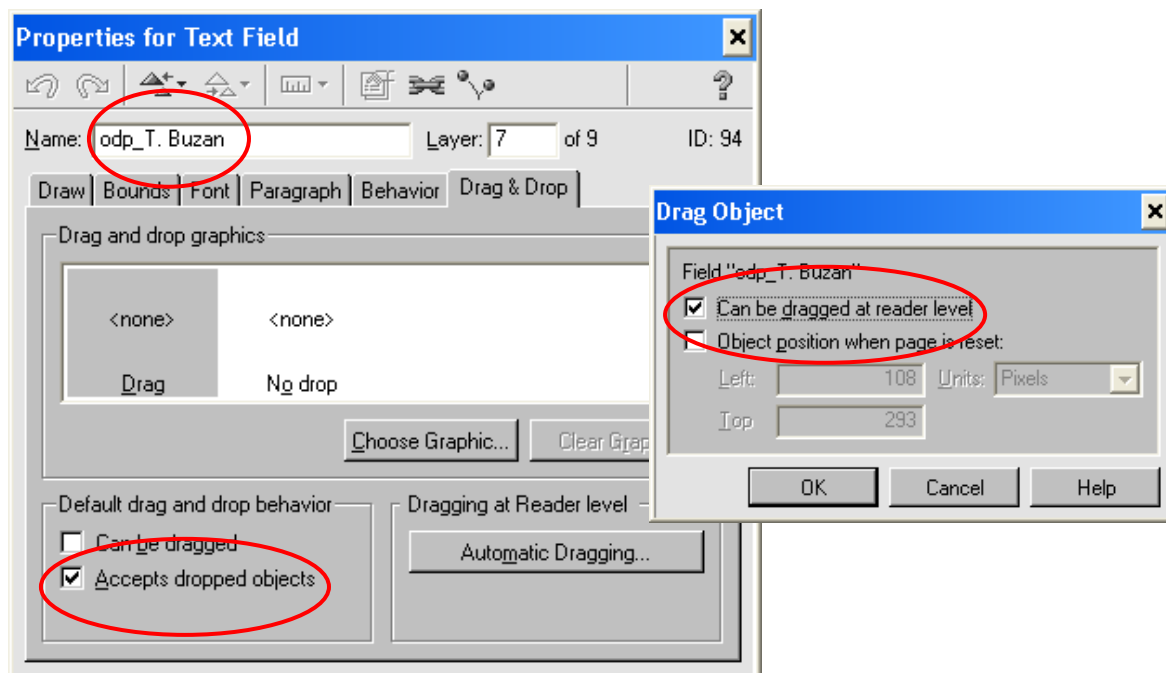 Properties for Text Field
Name: odp_T. Buzan Layer: 7 of 9 ID: 94
Draw Bounds Font Paragraph Behavior Drag & Drop
Drag and drop graphics
<none> <none>
Drag No drop
Choose Graphic... Clear Grap
Default drag and drop behavior
Can be dragged
Accepts dropped objects
Dragging at Reader level
Automatic Dragging...
Drag Object
Field "odp_T. Buzan"
Can be dragged at reader level
Object position when page is reset:
Left: 108 Units: Pixels
Top 293
OK Cancel Help